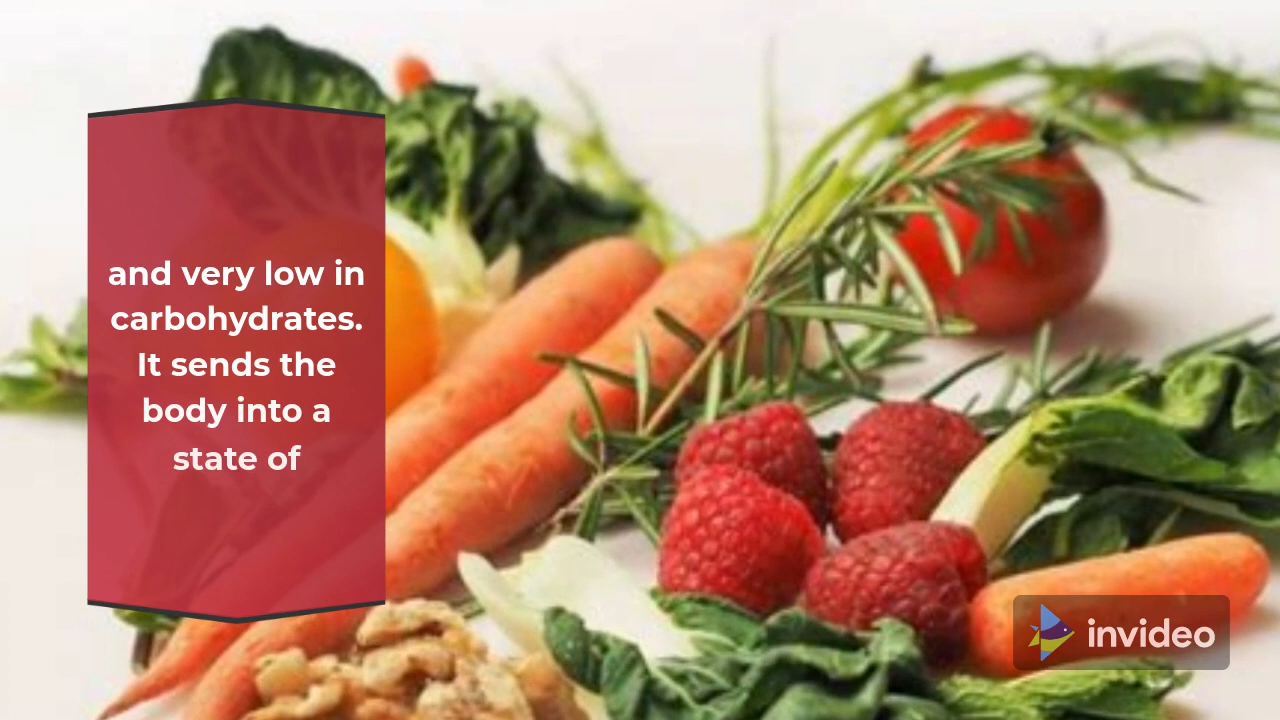 and very low in
carbohydrates.
It sends the
body into a
state of
invideo